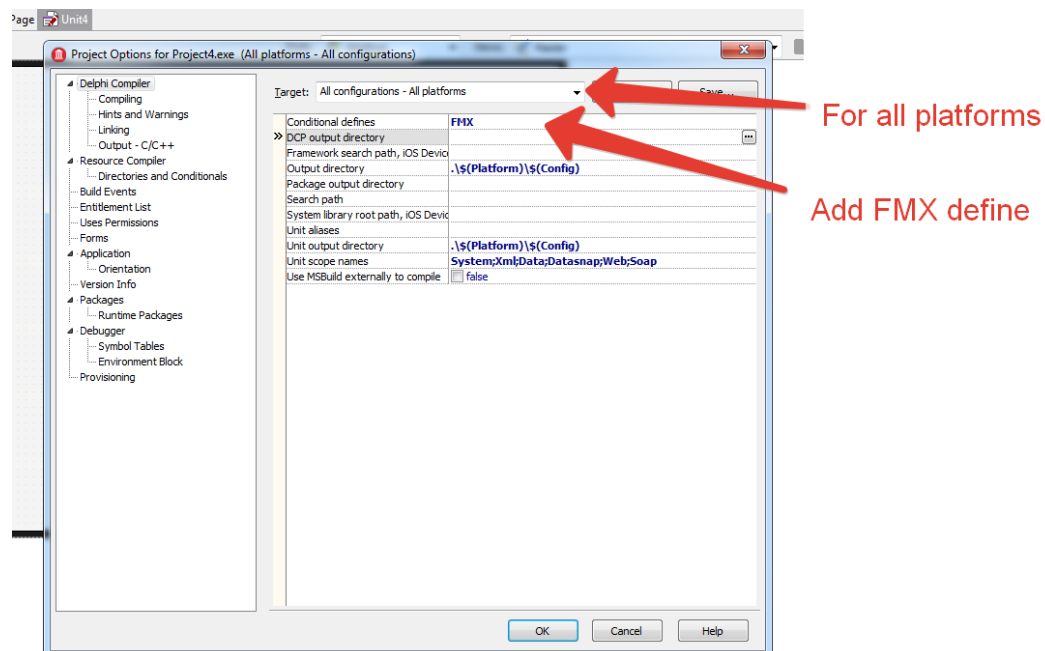 Page Unit4
Project Options for Project4.exe (All platforms - All configurations)
Delphi Compiler
Compiling
Hints and Warnings
Linking
Output - C/C++
Resource Compiler
Directories and Conditionals
Build Events
Entitlement List
Uses Permissions
Forms
Application
Orientation
Version Info
Packages
Runtime Packages
Debugger
Symbol Tables
Environment Block
Provisioning
Target: All configurations - All platforms
Save...
Conditional defines FMX
DCP output directory
Framework search path, iOS Devic
Output directory .\$(Platform)\$(Config)
Package output directory
Search path
System library root path, iOS Devic
Unit aliases
Unit output directory .\$(Platform)\$(Config)
Unit scope names System;Xml;Data;Datasnap;Web;Soap
Use MSBuild externally to compile false
OK Cancel Help
For all platforms
Add FMX define